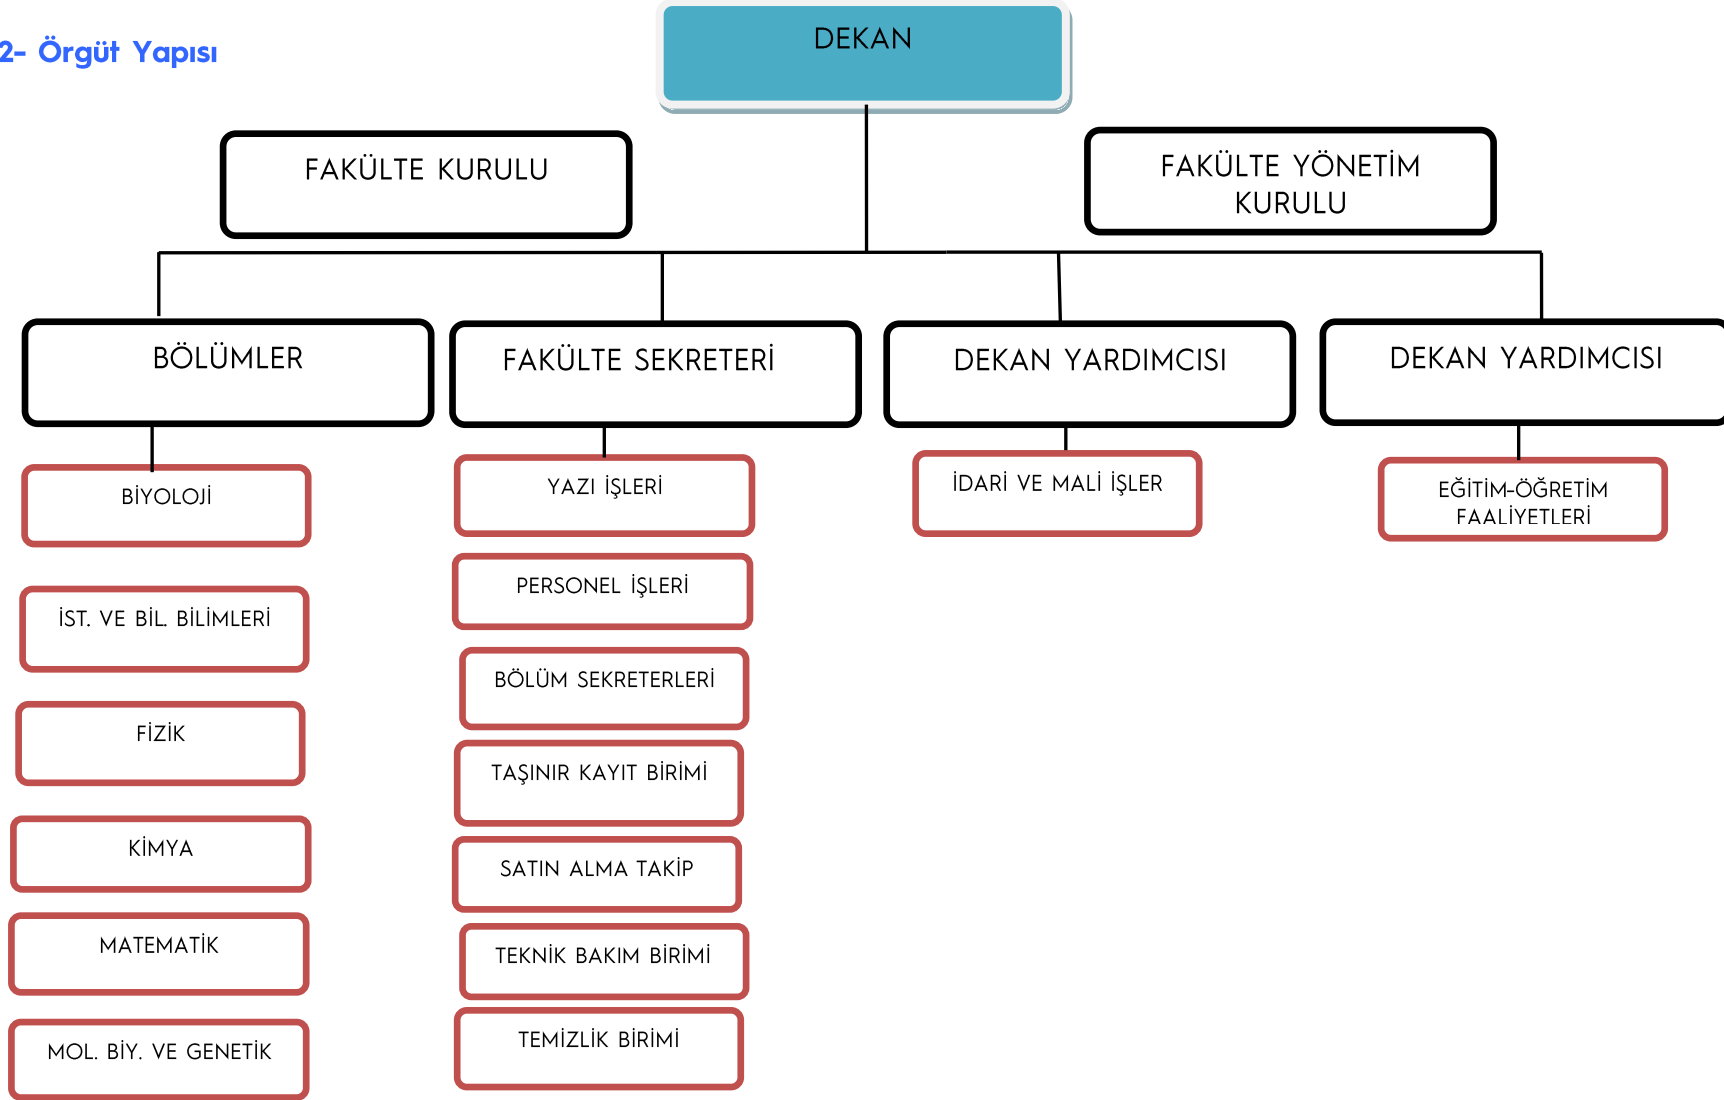 2- Örgüt Yapısı
DEKAN
FAKÜLTE KURULU
FAKÜLTE YÖNETİM
KURULU
BÖLÜMLER
FAKÜLTE SEKRETERİ
DEKAN YARDIMCISI
DEKAN YARDIMCISI
BİYOLOJİ
İST. VE BİL. BİLİMLERİ
FİZİK
KİMYA
MATEMATİK
MOL. BİY. VE GENETİK
YAZI İŞLERİ
PERSONEL İŞLERİ
BÖLÜM SEKRETERLERİ
TAŞINIR KAYIT BİRİMİ
SATIN ALMA TAKİP
TEKNİK BAKIM BİRİMİ
TEMİZLİK BİRİMİ
İDARİ VE MALİ İŞLER
EĞİTİM-ÖĞRETİM
FAALİYETLERİ